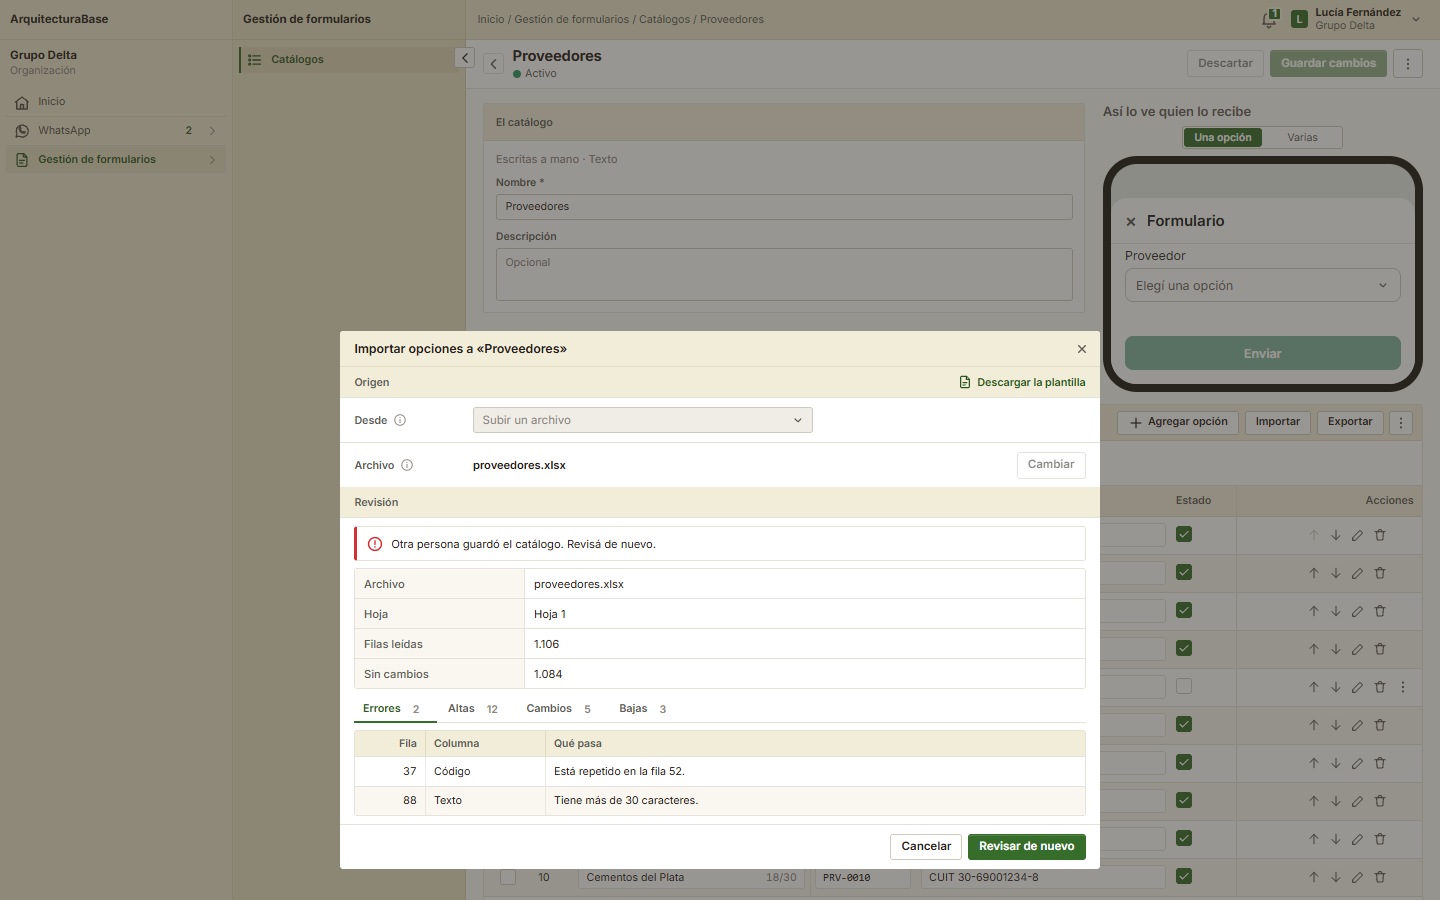 ArquitecturaBase
Gestión de formularios
Inicio / Gestión de formularios / Catálogos / Proveedores
1
L
Lucía Fernández
Grupo Delta
Grupo Delta
Organización
Inicio
WhatsApp 2
Gestión de formularios
Catálogos
Proveedores
Activo
Descartar
Guardar cambios
El catálogo
Escritas a mano · Texto
Nombre *
Proveedores
Descripción
Opcional
Así lo ve quien lo recibe
Una opción
Varias
Formulario
Proveedor
Elegí una opción
Enviar
Agregar opción
Importar
Exportar
Estado
Acciones
Importar opciones a «Proveedores»
Origen
Descargar la plantilla
Desde
Subir un archivo
Archivo
proveedores.xlsx
Cambiar
Revisión
Otra persona guardó el catálogo. Revisá de nuevo.
Archivo proveedores.xlsx
Hoja Hoja 1
Filas leídas 1.106
Sin cambios 1.084
Errores 2 Altas 12 Cambios 5 Bajas 3
Fila Columna Qué pasa
37 Código Está repetido en la fila 52.
88 Texto Tiene más de 30 caracteres.
Cancelar
Revisar de nuevo
10 Cementos del Plata 18/30 PRV-0010 CUIT 30-69001234-8